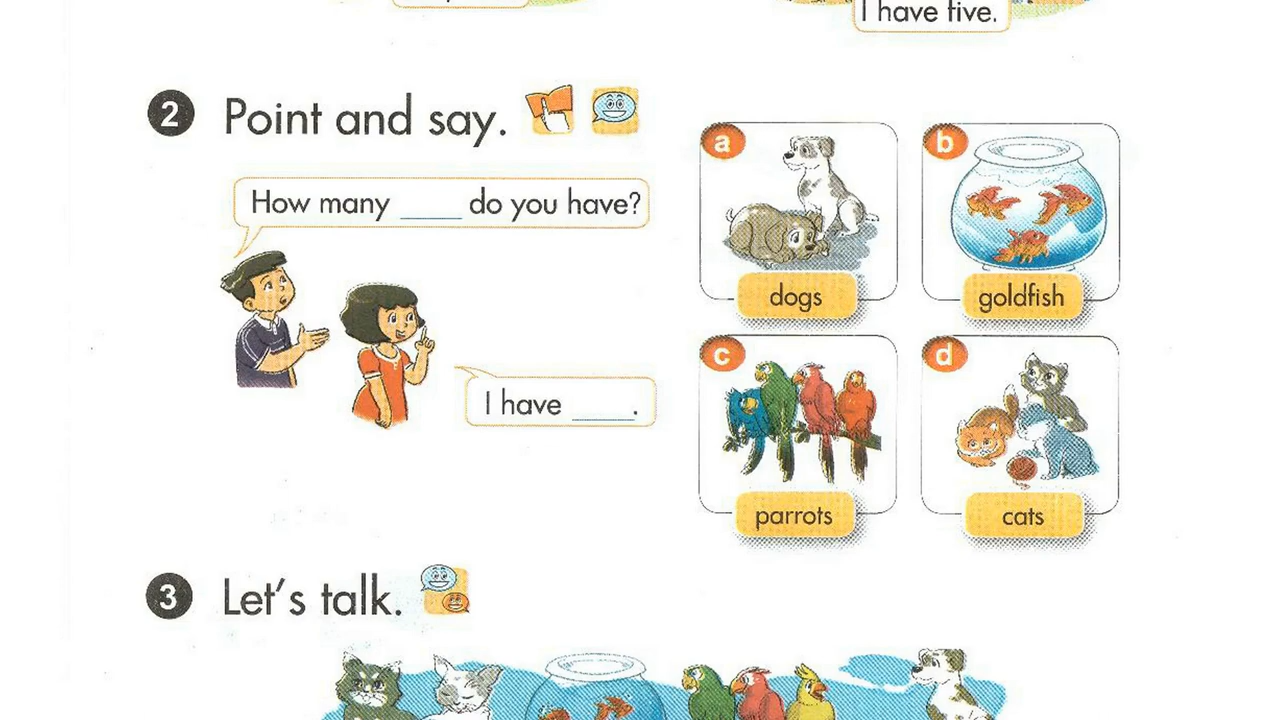 I have five.
2 Point and say.
How many ____ do you have?
I have ____.
a
dogs
b
goldfish
c
parrots
d
cats
3 Let's talk.